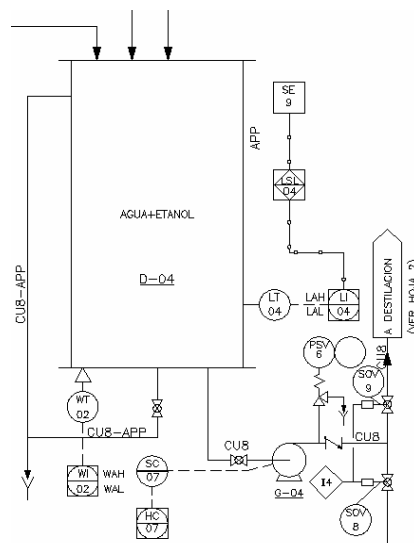 SE
9
APP
LSL
04
AGUA+ETANOL
D-04
CU8-APP
LT
04
LAH
LAL
LI
04
A DESTILACION
(VER HOJA 2)
PSV
6
CU8
SOV
9
WT
02
CU8-APP
WI
02
WAH
WAL
SC
07
HC
07
CU8
G-04
CU8
I4
SOV
8